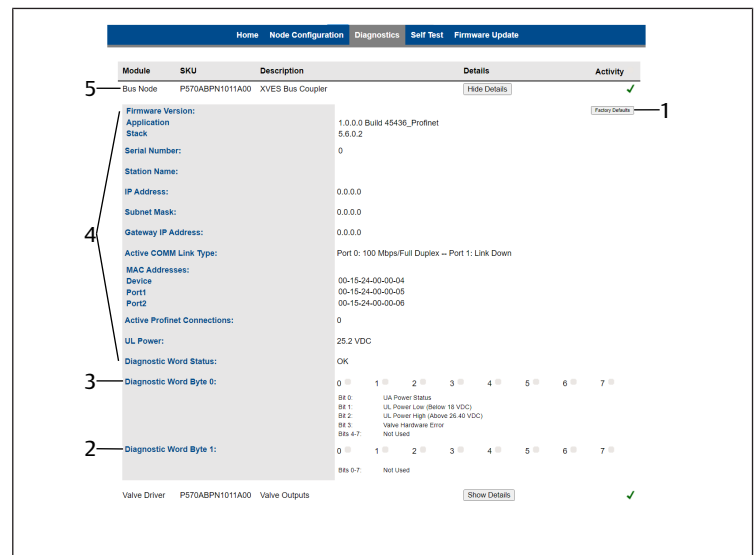 Home Node Configuration Diagnostics Self Test Firmware Update
Module SKU Description Details Activity
5 Bus Node P570ABPN1011A00 XVES Bus Coupler Hide Details
Firmware Version: Factory Defaults 1
Application 1.0.0.0 Build 45436_Profinet
Stack 5.6.0.2
Serial Number: 0
Station Name:
IP Address: 0.0.0.0
Subnet Mask: 0.0.0.0
4 Gateway IP Address: 0.0.0.0
Active COMM Link Type: Port 0: 100 Mbps/Full Duplex -- Port 1: Link Down
MAC Addresses:
Device 00-15-24-00-00-04
Port1 00-15-24-00-00-05
Port2 00-15-24-00-00-06
Active Profinet Connections: 0
UL Power: 25.2 VDC
Diagnostic Word Status: OK
3 Diagnostic Word Byte 0: 0 1 2 3 4 5 6 7
Bit 0: UA Power Status
Bit 1: UL Power Low (Below 18 VDC)
Bit 2: UL Power High (Above 26.40 VDC)
Bit 3 Valve Hardware Error
Bits 4-7: Not Used
2 Diagnostic Word Byte 1: 0 1 2 3 4 5 6 7
Bits 0-7: Not Used
Valve Driver P570ABPN1011A00 Valve Outputs Show Details